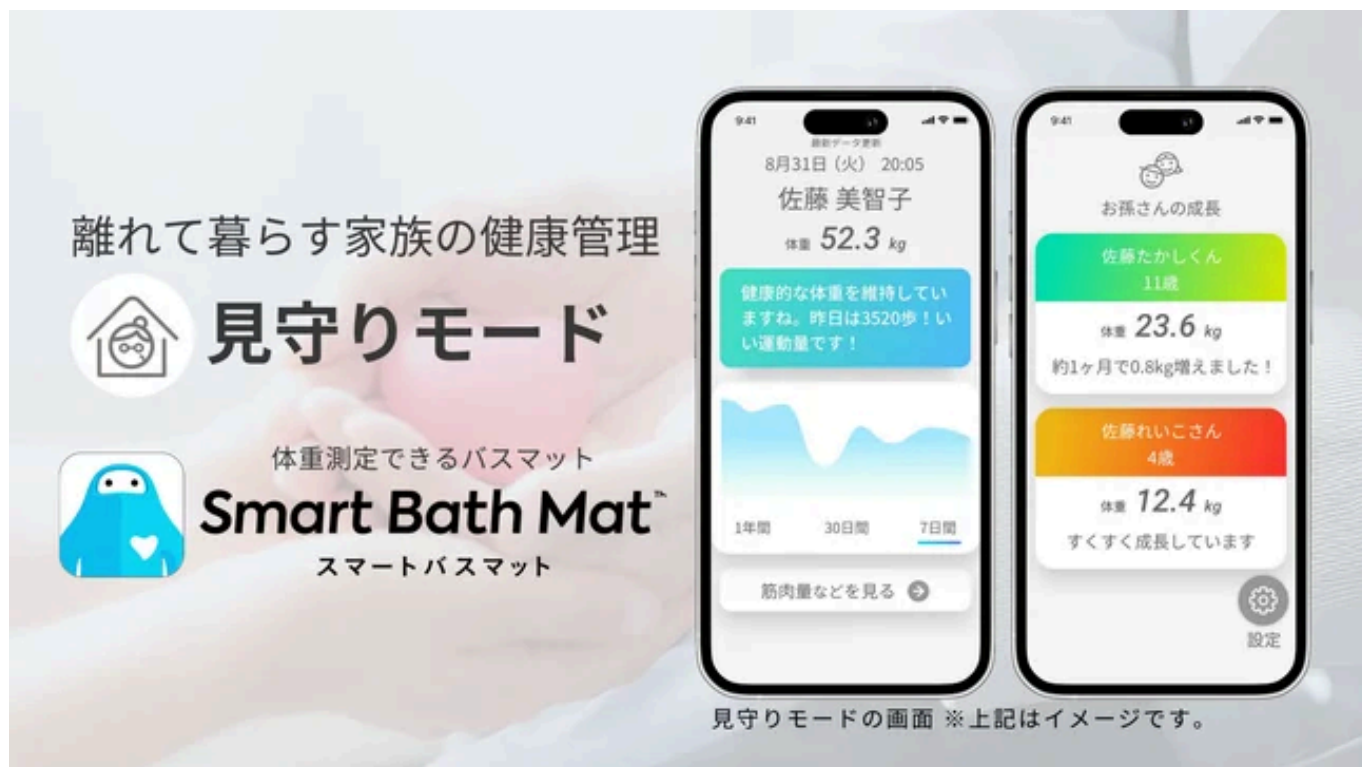 離れて暮らす家族の健康管理
見守りモード
体重測定できるバスマット
Smart Bath Mat™
スマートバスマット
9:41
最新データ更新
8月31日（火） 20:05
佐藤 美智子
体重 52.3 kg
健康的な体重を維持してい
ますね。昨日は3520歩！い
い運動量です！
1年間 30日間 7日間
筋肉量などを見る
9:41
お孫さんの成長
佐藤たかしくん
11歳
体重 23.6 kg
約1ヶ月で0.8kg増えました！
佐藤れいこさん
4歳
体重 12.4 kg
すくすく成長しています
設定
見守りモードの画面 ※上記はイメージです。